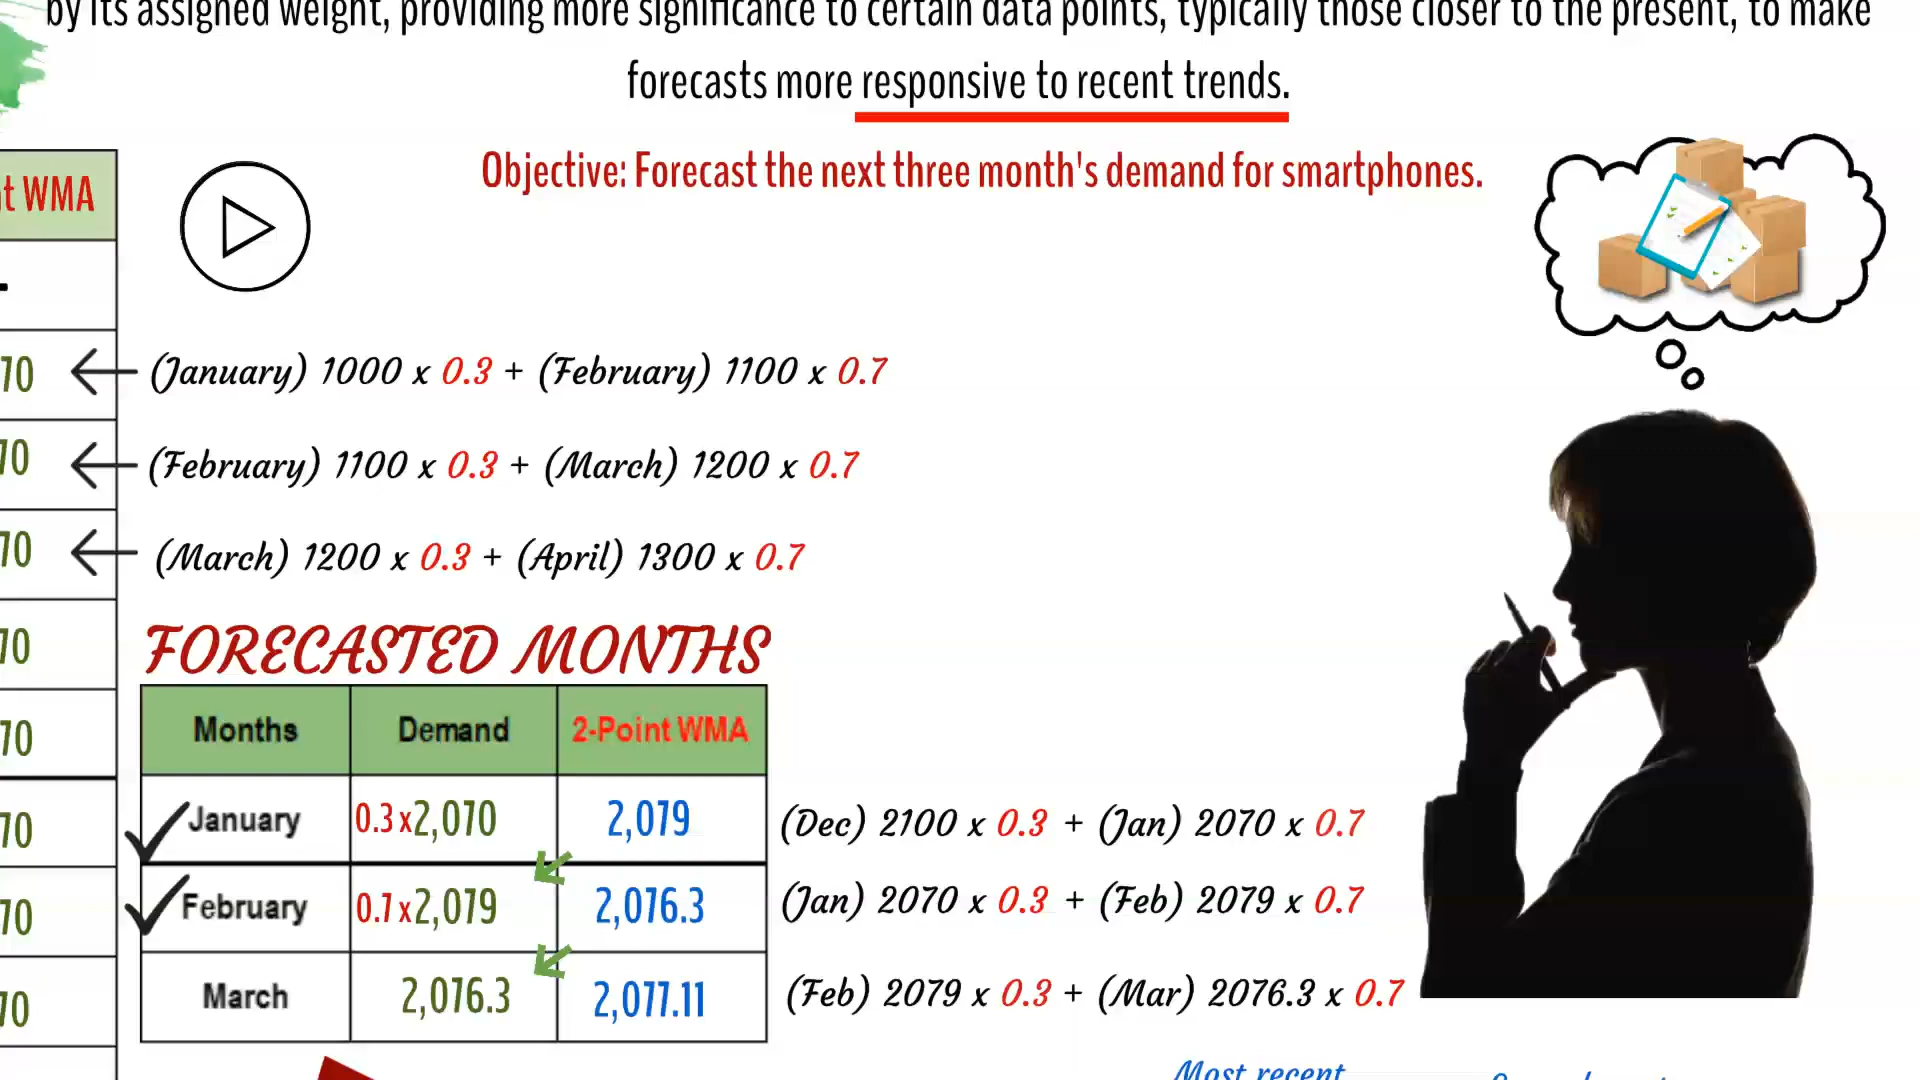 by its assigned weight, providing more significance to certain data points, typically those closer to the present, to make
forecasts more responsive to recent trends.
Objective: Forecast the next three month's demand for smartphones.
WMA
70
(January) 1000 x 0.3 + (February) 1100 x 0.7
70
(February) 1100 x 0.3 + (March) 1200 x 0.7
70
(March) 1200 x 0.3 + (April) 1300 x 0.7
70
FORECASTED MONTHS
Months Demand 2-Point WMA
70
January 0.3 x 2,070 2,079
(Dec) 2100 x 0.3 + (Jan) 2070 x 0.7
70
February 0.7 x 2,079 2,076.3
(Jan) 2070 x 0.3 + (Feb) 2079 x 0.7
70
March 2,076.3 2,077.11
(Feb) 2079 x 0.3 + (Mar) 2076.3 x 0.7
70
Most recent